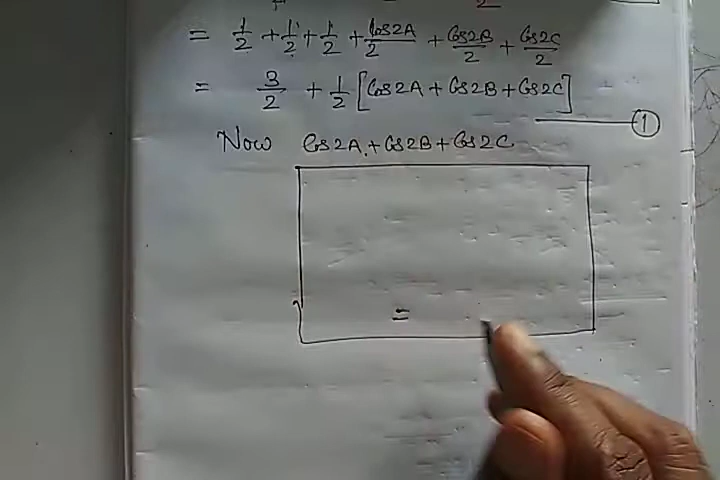 = 1/2 + 1/2 + 1/2 + Cos2A/2 + Cos2B/2 + Cos2C/2
= 3/2 + 1/2 [Cos2A + Cos2B + Cos2C]
1
Now Cos2A + Cos2B + Cos2C
=